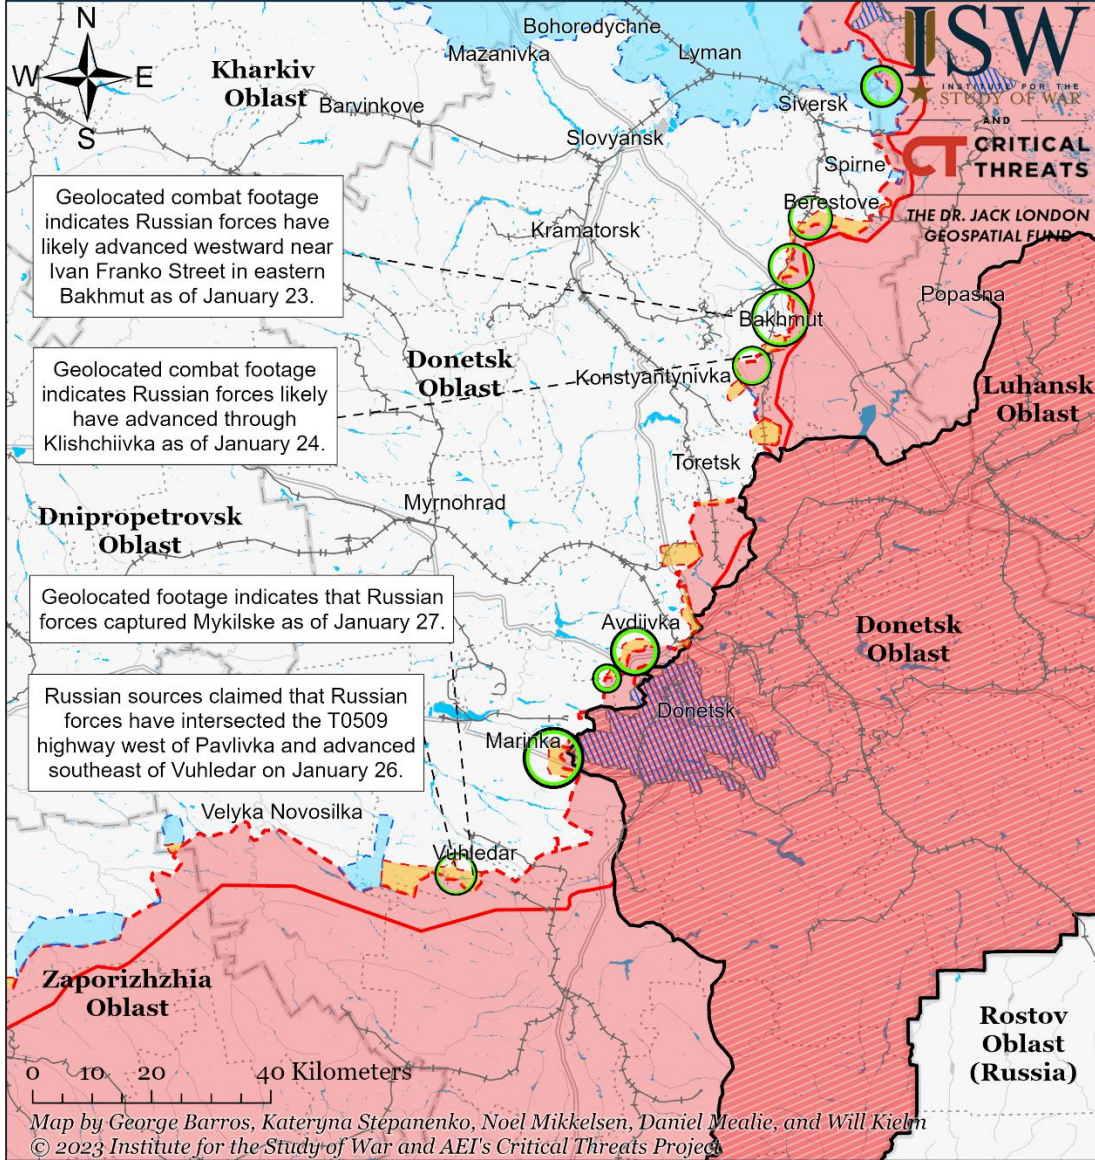 N
W E
S
ISW
INSTITUTE FOR THE
STUDY OF WAR
AND
CT CRITICAL
THREATS
THE DR. JACK LONDON
GEOSPATIAL FUND
Bohorodychne
Mazanivka
Lyman
Kharkiv
Oblast
Barvinkove
Siversk
Slovyansk
Spirne
Geolocated combat footage
indicates Russian forces have
likely advanced westward near
Ivan Franko Street in eastern
Bakhmut as of January 23.
Berestove
Kramatorsk
Popasna
Bakhmut
Geolocated combat footage
indicates Russian forces likely
have advanced through
Klishchiivka as of January 24.
Donetsk
Oblast
Konstyantynivka
Luhansk
Oblast
Toretsk
Myrnohrad
Dnipropetrovsk
Oblast
Geolocated footage indicates that Russian
forces captured Mykilske as of January 27.
Avdiivka
Donetsk
Oblast
Russian sources claimed that Russian
forces have intersected the T0509
highway west of Pavlivka and advanced
southeast of Vuhledar on January 26.
Donetsk
Marinka
Velyka Novosilka
Vuhledar
Zaporizhzhia
Oblast
Rostov
Oblast
(Russia)
0 10 20 40 Kilometers
Map by George Barros, Kateryna Stepanenko, Noel Mikkelsen, Daniel Mealie, and Will Kielm
© 2023 Institute for the Study of War and AEI's Critical Threats Project